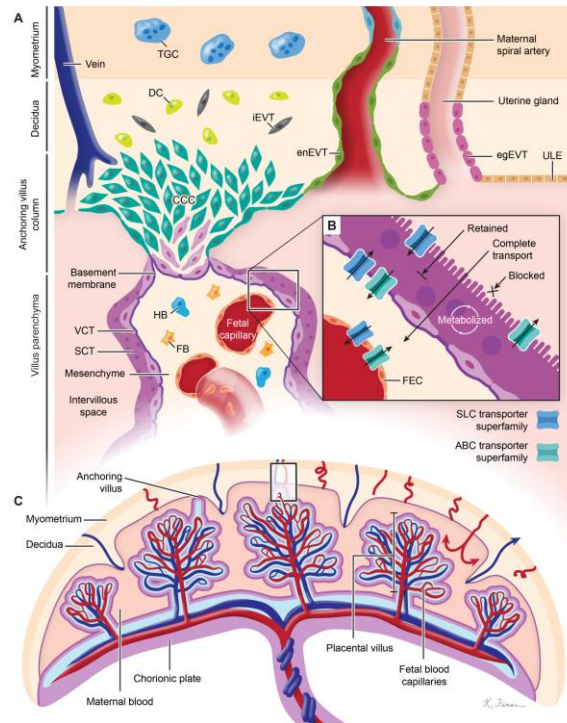 A
Myometrium
Decidua
Anchoring villus
column
Villus parenchyma
Vein
TGC
DC
iEVT
enEVT
CCC
Maternal
spiral artery
Uterine gland
egEVT
ULE
Basement
membrane
HB
FB
Fetal
capillary
VCT
SCT
Mesenchyme
Intervillous
space
B
Retained
Complete
transport
Blocked
Metabolized
FEC
SLC transporter
superfamily
ABC transporter
superfamily
C
Anchoring
villus
Myometrium
Decidua
Maternal blood
Chorionic plate
Placental villus
Fetal blood
capillaries